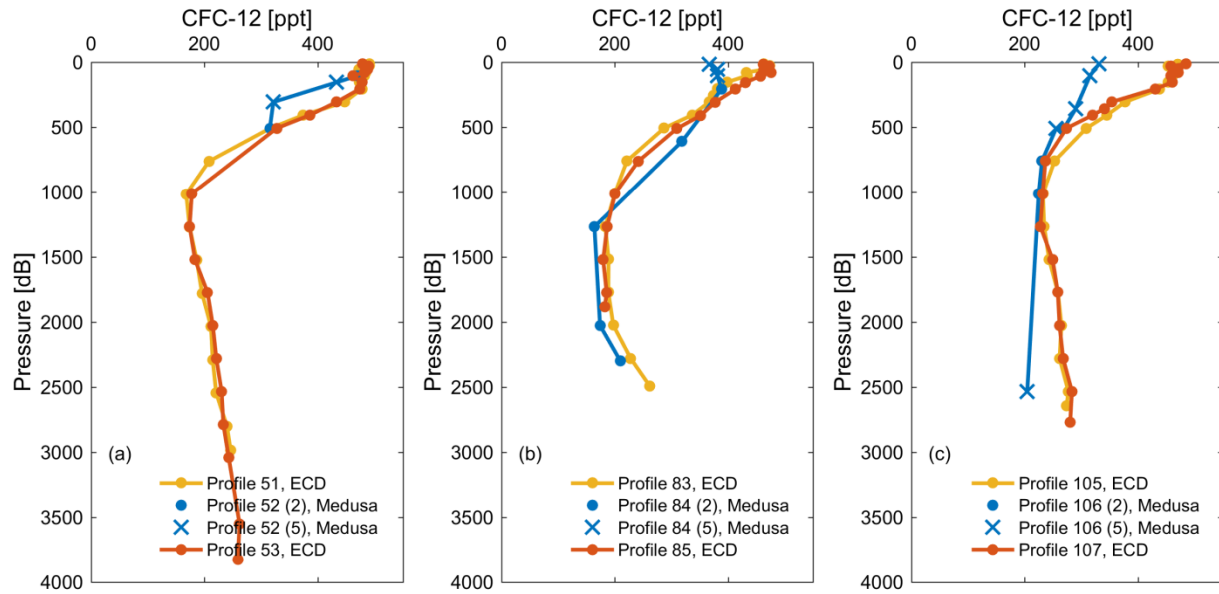 CFC-12 [ppt]
0 200 400
0
500
1000
1500
2000
2500
3000
3500
4000
Pressure [dB]
(a)
Profile 51, ECD
Profile 52 (2), Medusa
Profile 52 (5), Medusa
Profile 53, ECD
CFC-12 [ppt]
0 200 400
0
500
1000
1500
2000
2500
3000
3500
4000
Pressure [dB]
(b)
Profile 83, ECD
Profile 84 (2), Medusa
Profile 84 (5), Medusa
Profile 85, ECD
CFC-12 [ppt]
0 200 400
0
500
1000
1500
2000
2500
3000
3500
4000
Pressure [dB]
(c)
Profile 105, ECD
Profile 106 (2), Medusa
Profile 106 (5), Medusa
Profile 107, ECD